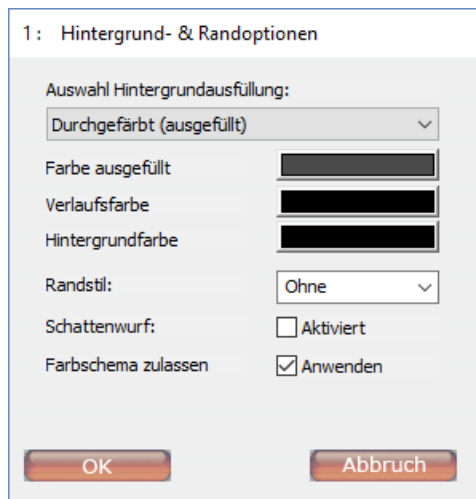 1 : Hintergrund- & Randoptionen
Auswahl Hintergrundausfüllung:
Durchgefärbt (ausgefüllt)
Farbe ausgefüllt
Verlaufsfarbe
Hintergrundfarbe
Randstil: Ohne
Schattenwurf: Aktiviert
Farbschema zulassen Anwenden
OK Abbruch